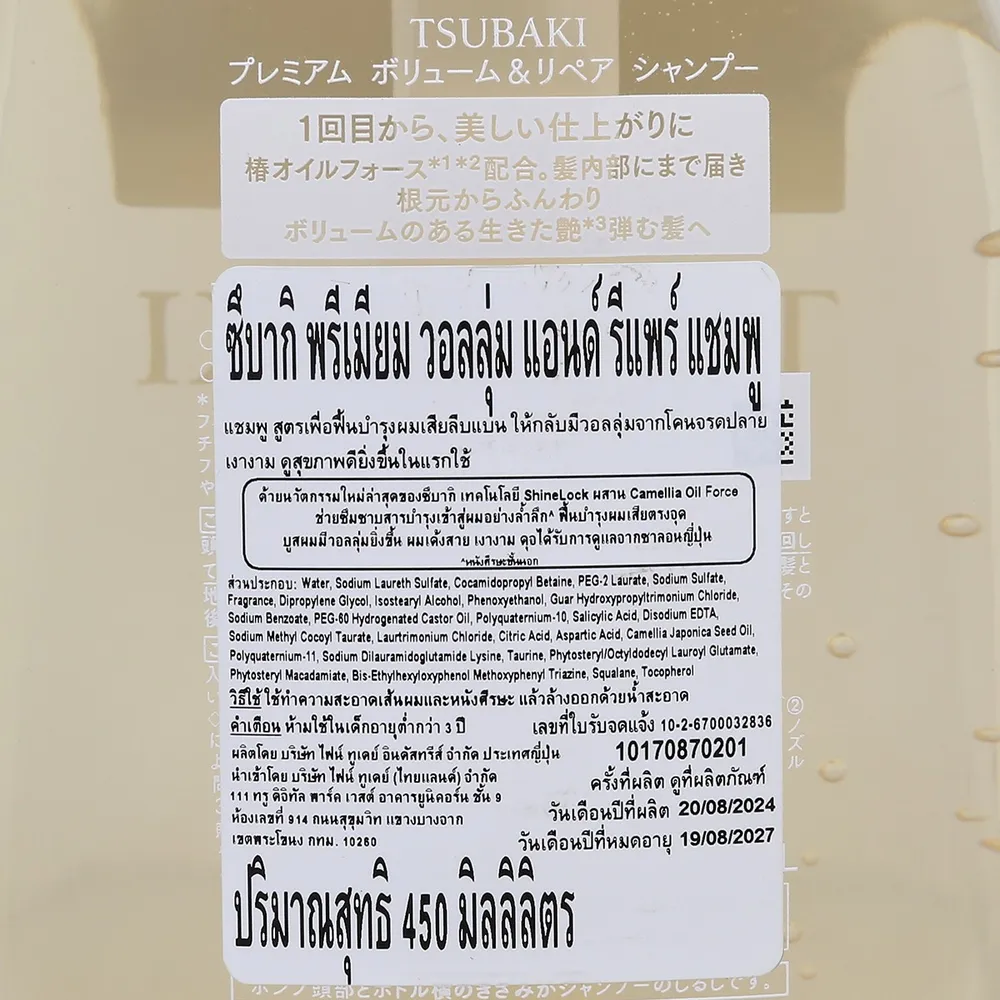 TSUBAKI
プレミアム ボリューム&リペア シャンプー
1回目から、美しい仕上がりに
椿オイルフォース*1*2配合。髪内部にまで届き
根元からふんわり
ボリュームのある生きた艶*3弾む髪へ
ซึบากิ พรีเมียม วอลลุ่ม แอนด์ รีแพร์ แชมพู
แชมพู สูตรเพื่อฟื้นบำรุงผมเสียลีบแบน ให้กลับมีวอลลุ่มจากโคนจรดปลาย
เงางาม ดูสุขภาพดียิ่งขึ้นในแรกใช้
ด้วยนวัตกรรมใหม่ล่าสุดของซึบากิ เทคโนโลยี ShineLock ผสาน Camellia Oil Force
ช่วยซึมซาบสารบำรุงเข้าสู่ผมอย่างล้ำลึก^ ฟื้นบำรุงผมเสียตรงจุด
บูสผมมีวอลลุ่มยิ่งขึ้น ผมเด้งสาย เงางาม ดุจได้รับการดูแลจากซาลอนญี่ปุ่น
^หนังศีรษะชั้นนอก
ส่วนประกอบ: Water, Sodium Laureth Sulfate, Cocamidopropyl Betaine, PEG-2 Laurate, Sodium Sulfate,
Fragrance, Dipropylene Glycol, Isostearyl Alcohol, Phenoxyethanol, Guar Hydroxypropyltrimonium Chloride,
Sodium Benzoate, PEG-60 Hydrogenated Castor Oil, Polyquaternium-10, Salicylic Acid, Disodium EDTA,
Sodium Methyl Cocoyl Taurate, Laurtrimonium Chloride, Citric Acid, Aspartic Acid, Camellia Japonica Seed Oil,
Polyquaternium-11, Sodium Dilauramidoglutamide Lysine, Taurine, Phytosteryl/Octyldodecyl Lauroyl Glutamate,
Phytosteryl Macadamiate, Bis-Ethylhexyloxyphenol Methoxyphenyl Triazine, Squalane, Tocopherol
วิธีใช้ ใช้ทำความสะอาดเส้นผมและหนังศีรษะ แล้วล้างออกด้วยน้ำสะอาด
คำเตือน ห้ามใช้ในเด็กอายุต่ำกว่า 3 ปี
เลขที่ใบรับจดแจ้ง 10-2-6700032836
ผลิตโดย บริษัท ไฟน์ ทูเดย์ อินดัสทรีส์ จำกัด ประเทศญี่ปุ่น
10170870201
นำเข้าโดย บริษัท ไฟน์ ทูเดย์ (ไทยแลนด์) จำกัด
ครั้งที่ผลิต ดูที่ผลิตภัณฑ์
111 ทรู ดิจิทัล พาร์ค เวสต์ อาคารยูนิคอร์น ชั้น 9
วันเดือนปีที่ผลิต 20/08/2024
ห้องเลขที่ 914 ถนนสุขุมวิท แขวงบางจาก
วันเดือนปีที่หมดอายุ 19/08/2027
เขตพระโขนง กทม. 10260
ปริมาณสุทธิ 450 มิลลิลิตร
②ノズル
ポンプ頭部とボトル横のきざみがシャンプーのしるしです。